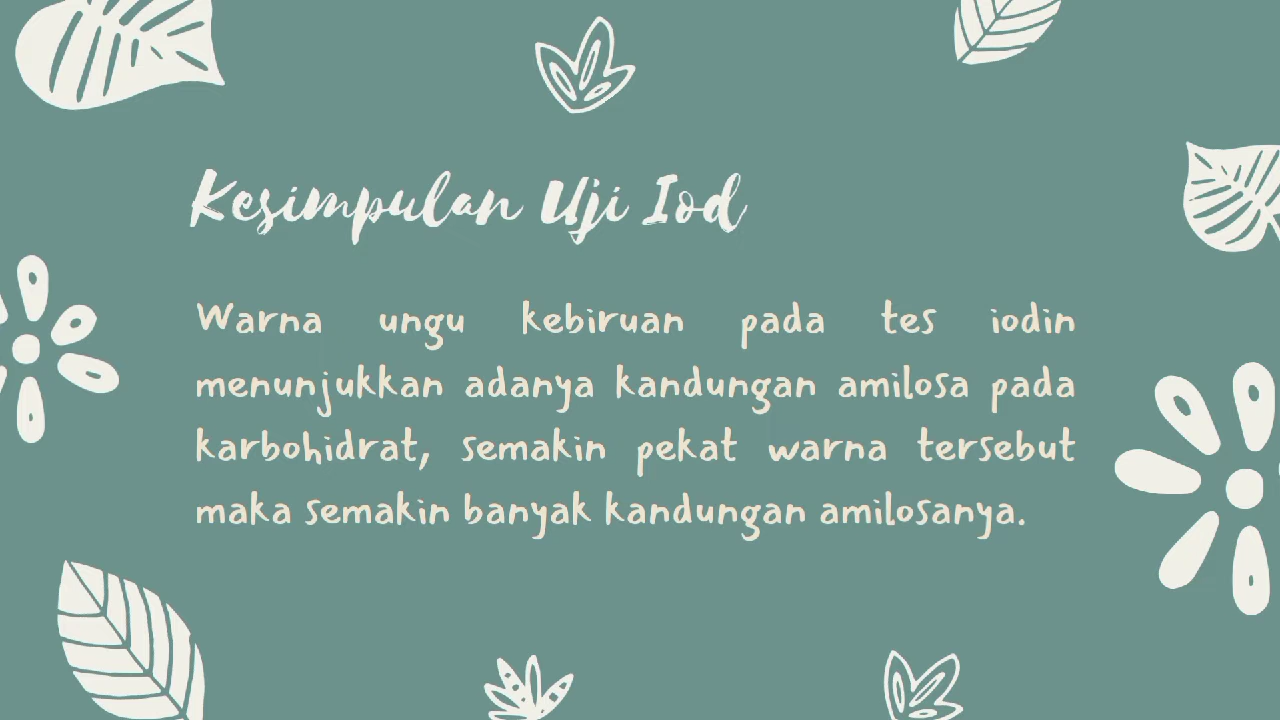 Kesimpulan Uji Iod
Warna ungu kebiruan pada tes iodin
menunjukkan adanya kandungan amilosa pada
karbohidrat, semakin pekat warna tersebut
maka semakin banyak kandungan amilosanya.